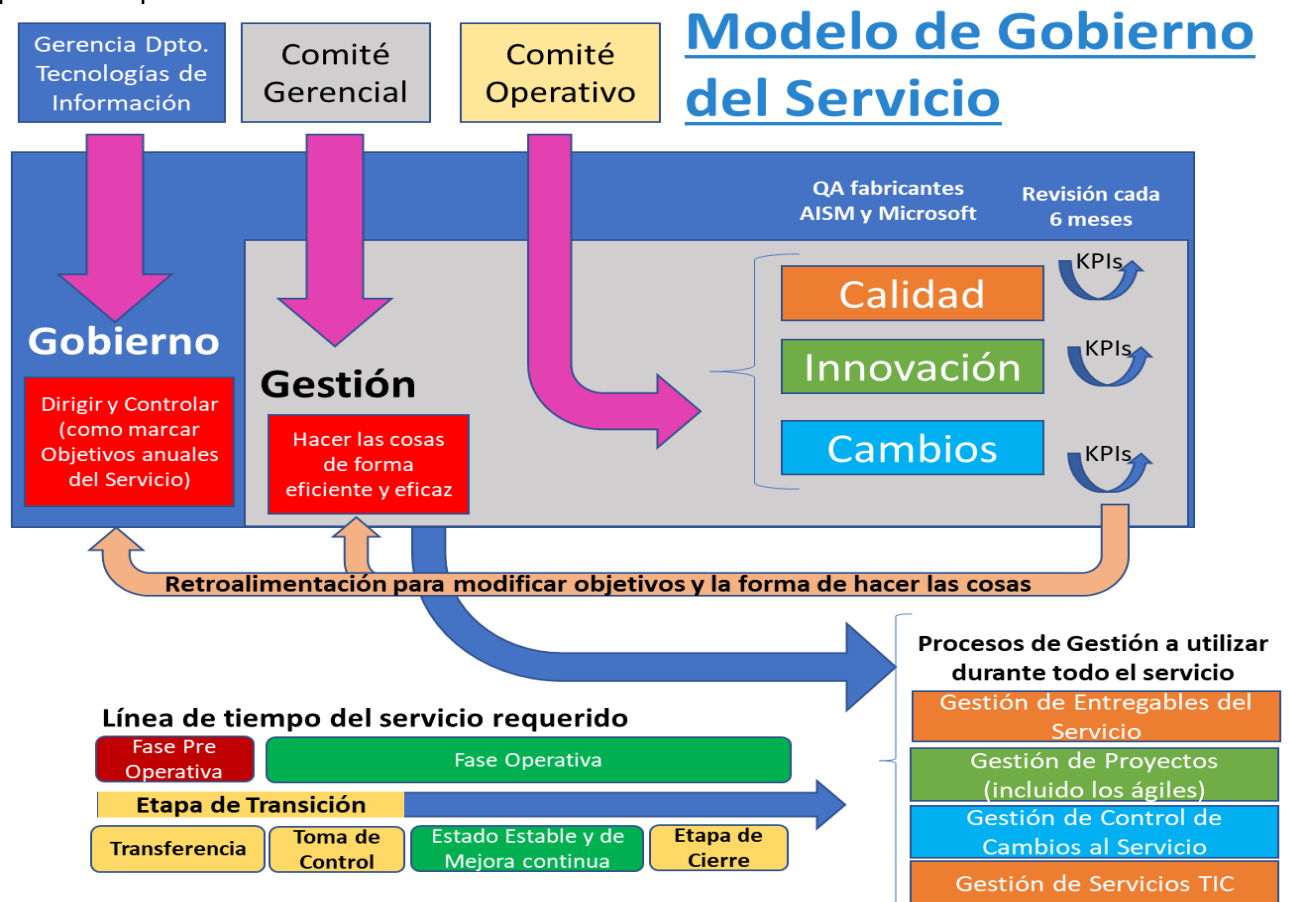 Gerencia Dpto.
Tecnologías de
Información
Comité
Gerencial
Comité
Operativo
Modelo de Gobierno
del Servicio
QA fabricantes
AISM y Microsoft
Revisión cada
6 meses
Gobierno
Dirigir y Controlar
(como marcar
Objetivos anuales
del Servicio)
Gestión
Hacer las cosas
de forma
eficiente y eficaz
Calidad
KPIs
Innovación
KPIs
Cambios
KPIs
Retroalimentación para modificar objetivos y la forma de hacer las cosas
Línea de tiempo del servicio requerido
Fase Pre
Operativa
Fase Operativa
Etapa de Transición
Transferencia
Toma de
Control
Estado Estable y de
Mejora continua
Etapa de
Cierre
Procesos de Gestión a utilizar
durante todo el servicio
Gestión de Entregables del
Servicio
Gestión de Proyectos
(incluido los ágiles)
Gestión de Control de
Cambios al Servicio
Gestión de Servicios TIC